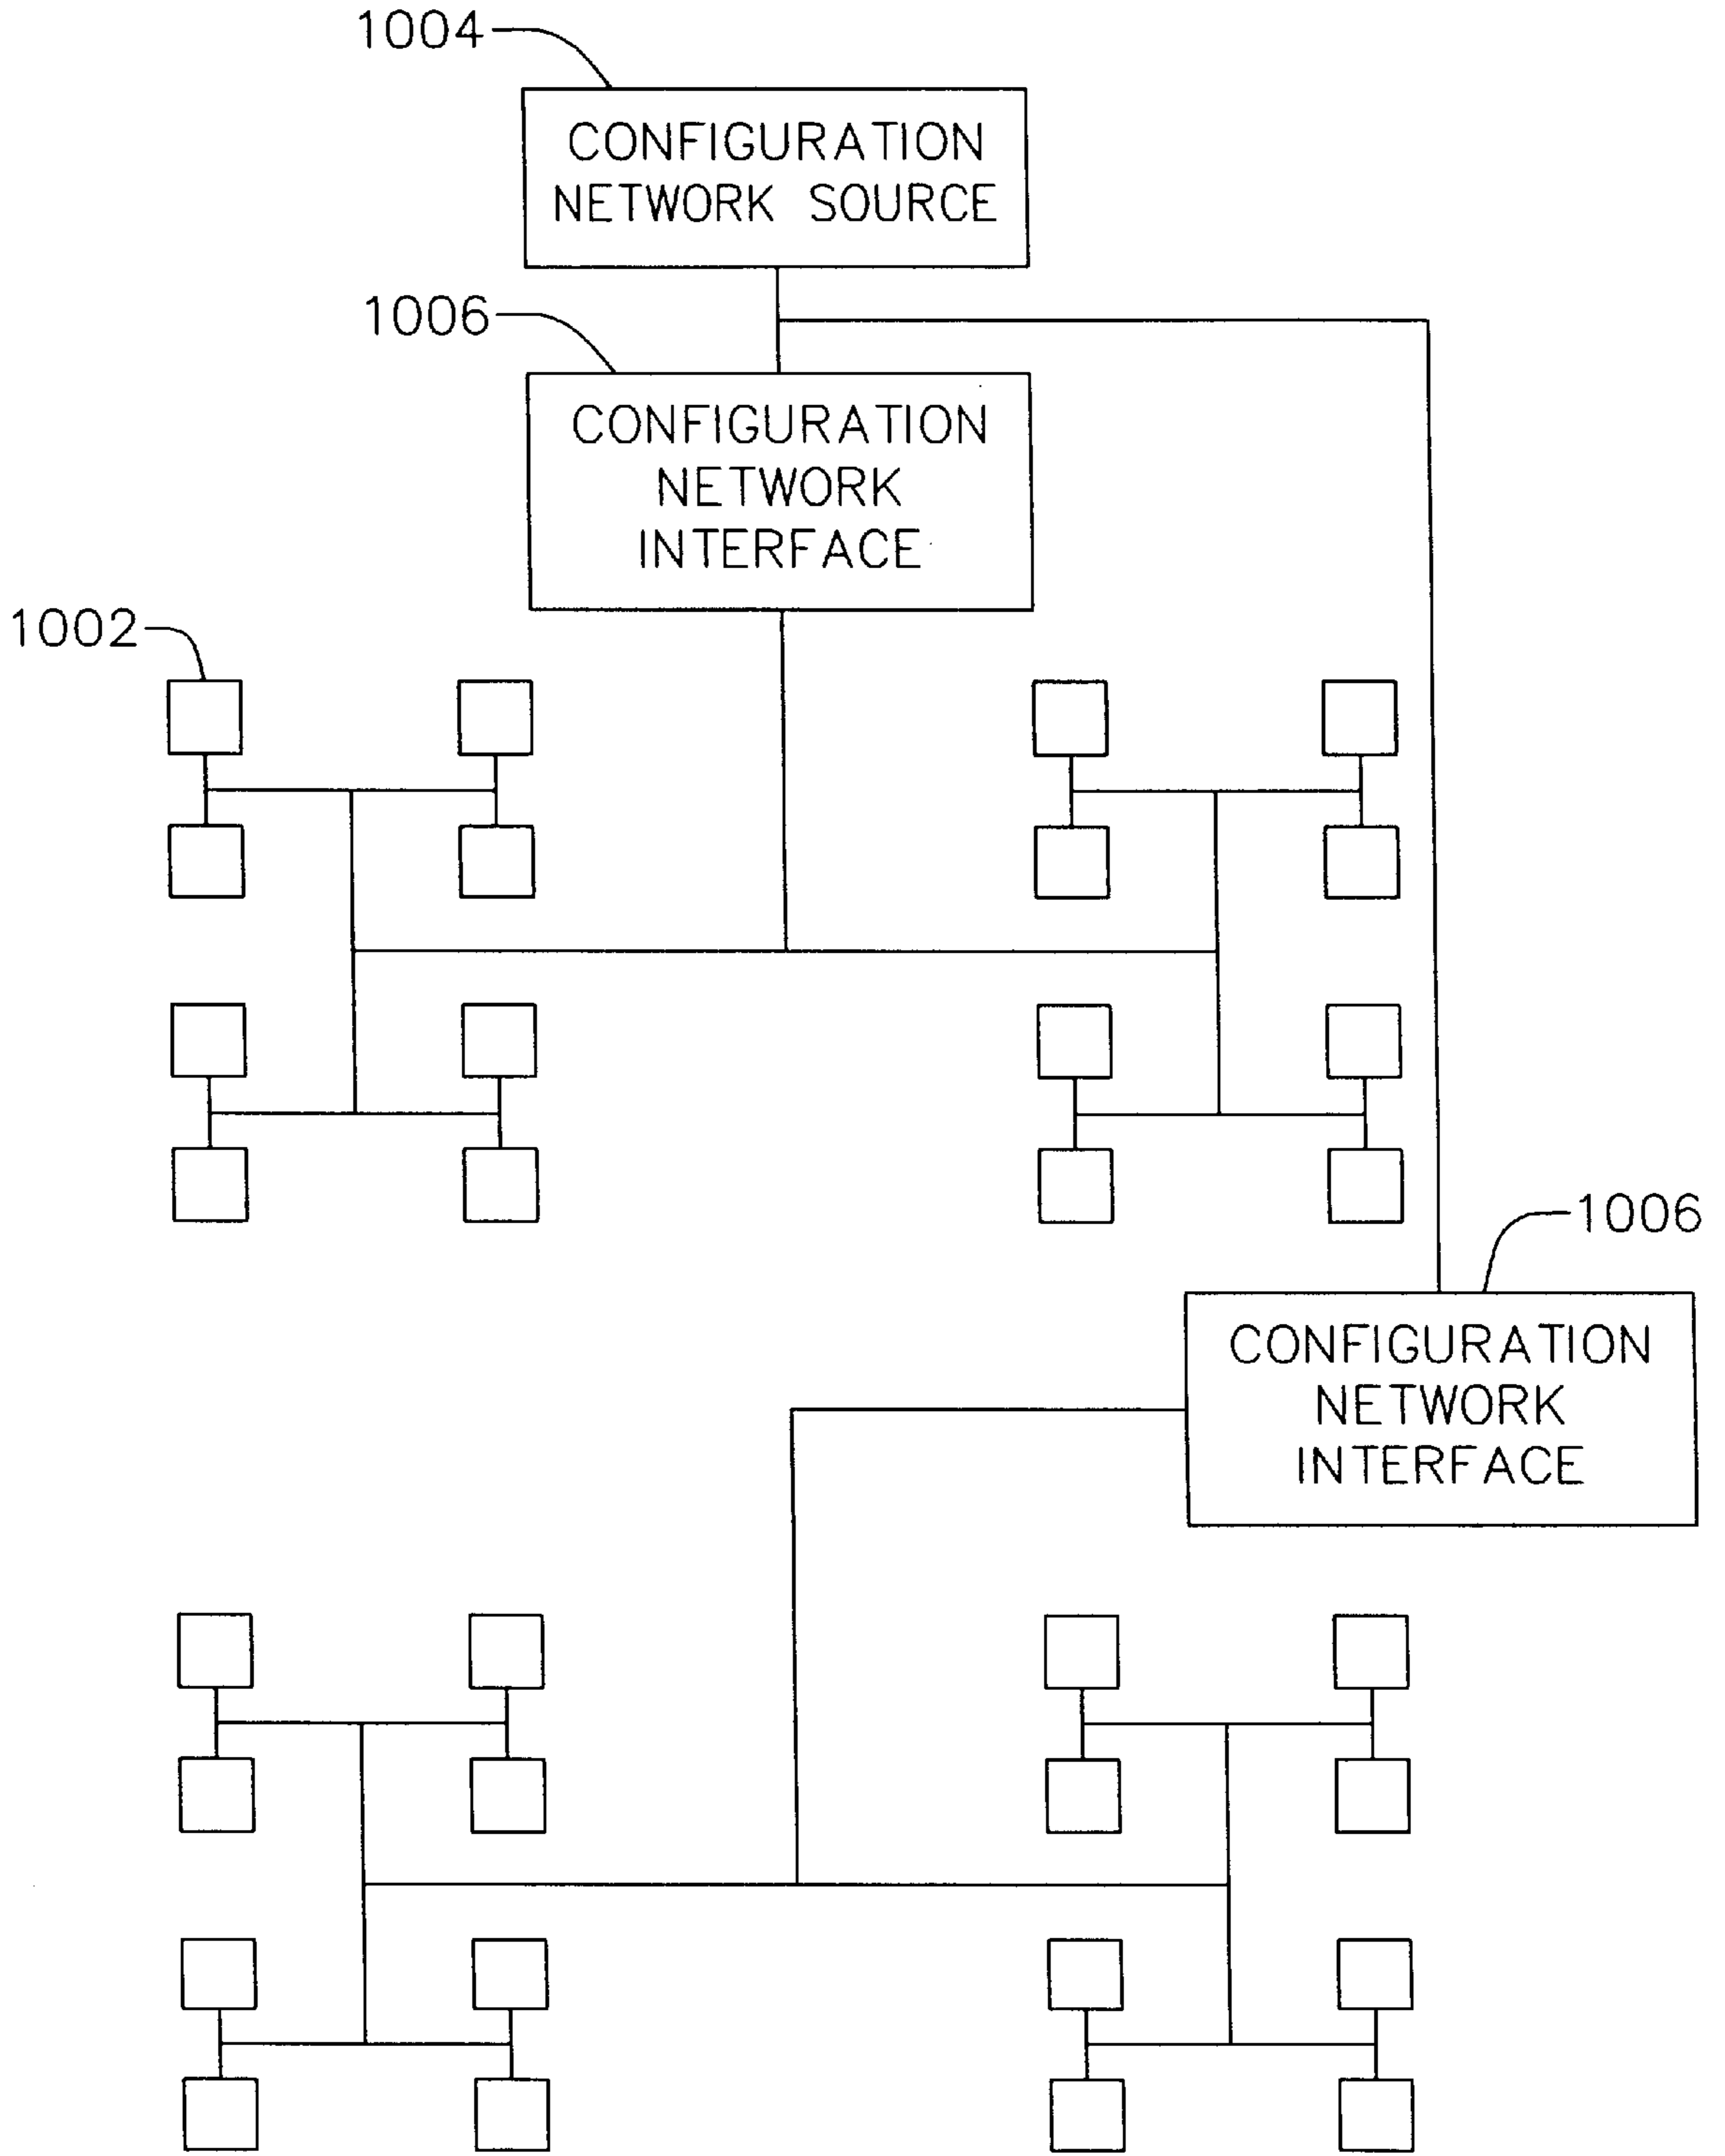 1004
CONFIGURATION
NETWORK SOURCE
1006
CONFIGURATION
NETWORK
INTERFACE
1002
1006
CONFIGURATION
NETWORK
INTERFACE